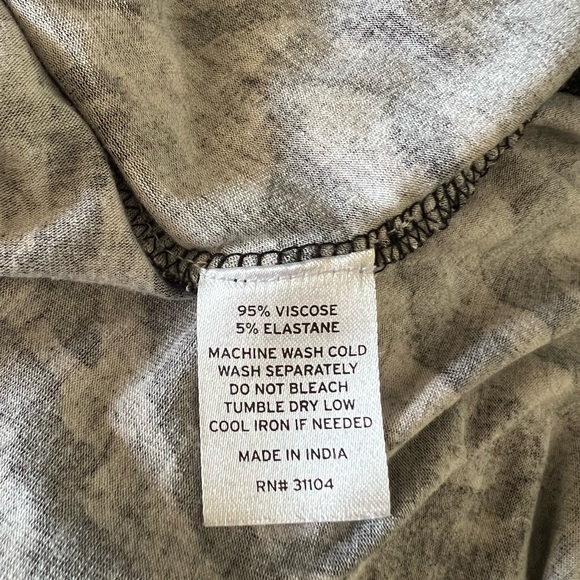 95% VISCOSE
5% ELASTANE
MACHINE WASH COLD
WASH SEPARATELY
DO NOT BLEACH
TUMBLE DRY LOW
COOL IRON IF NEEDED
MADE IN INDIA
RN# 31104